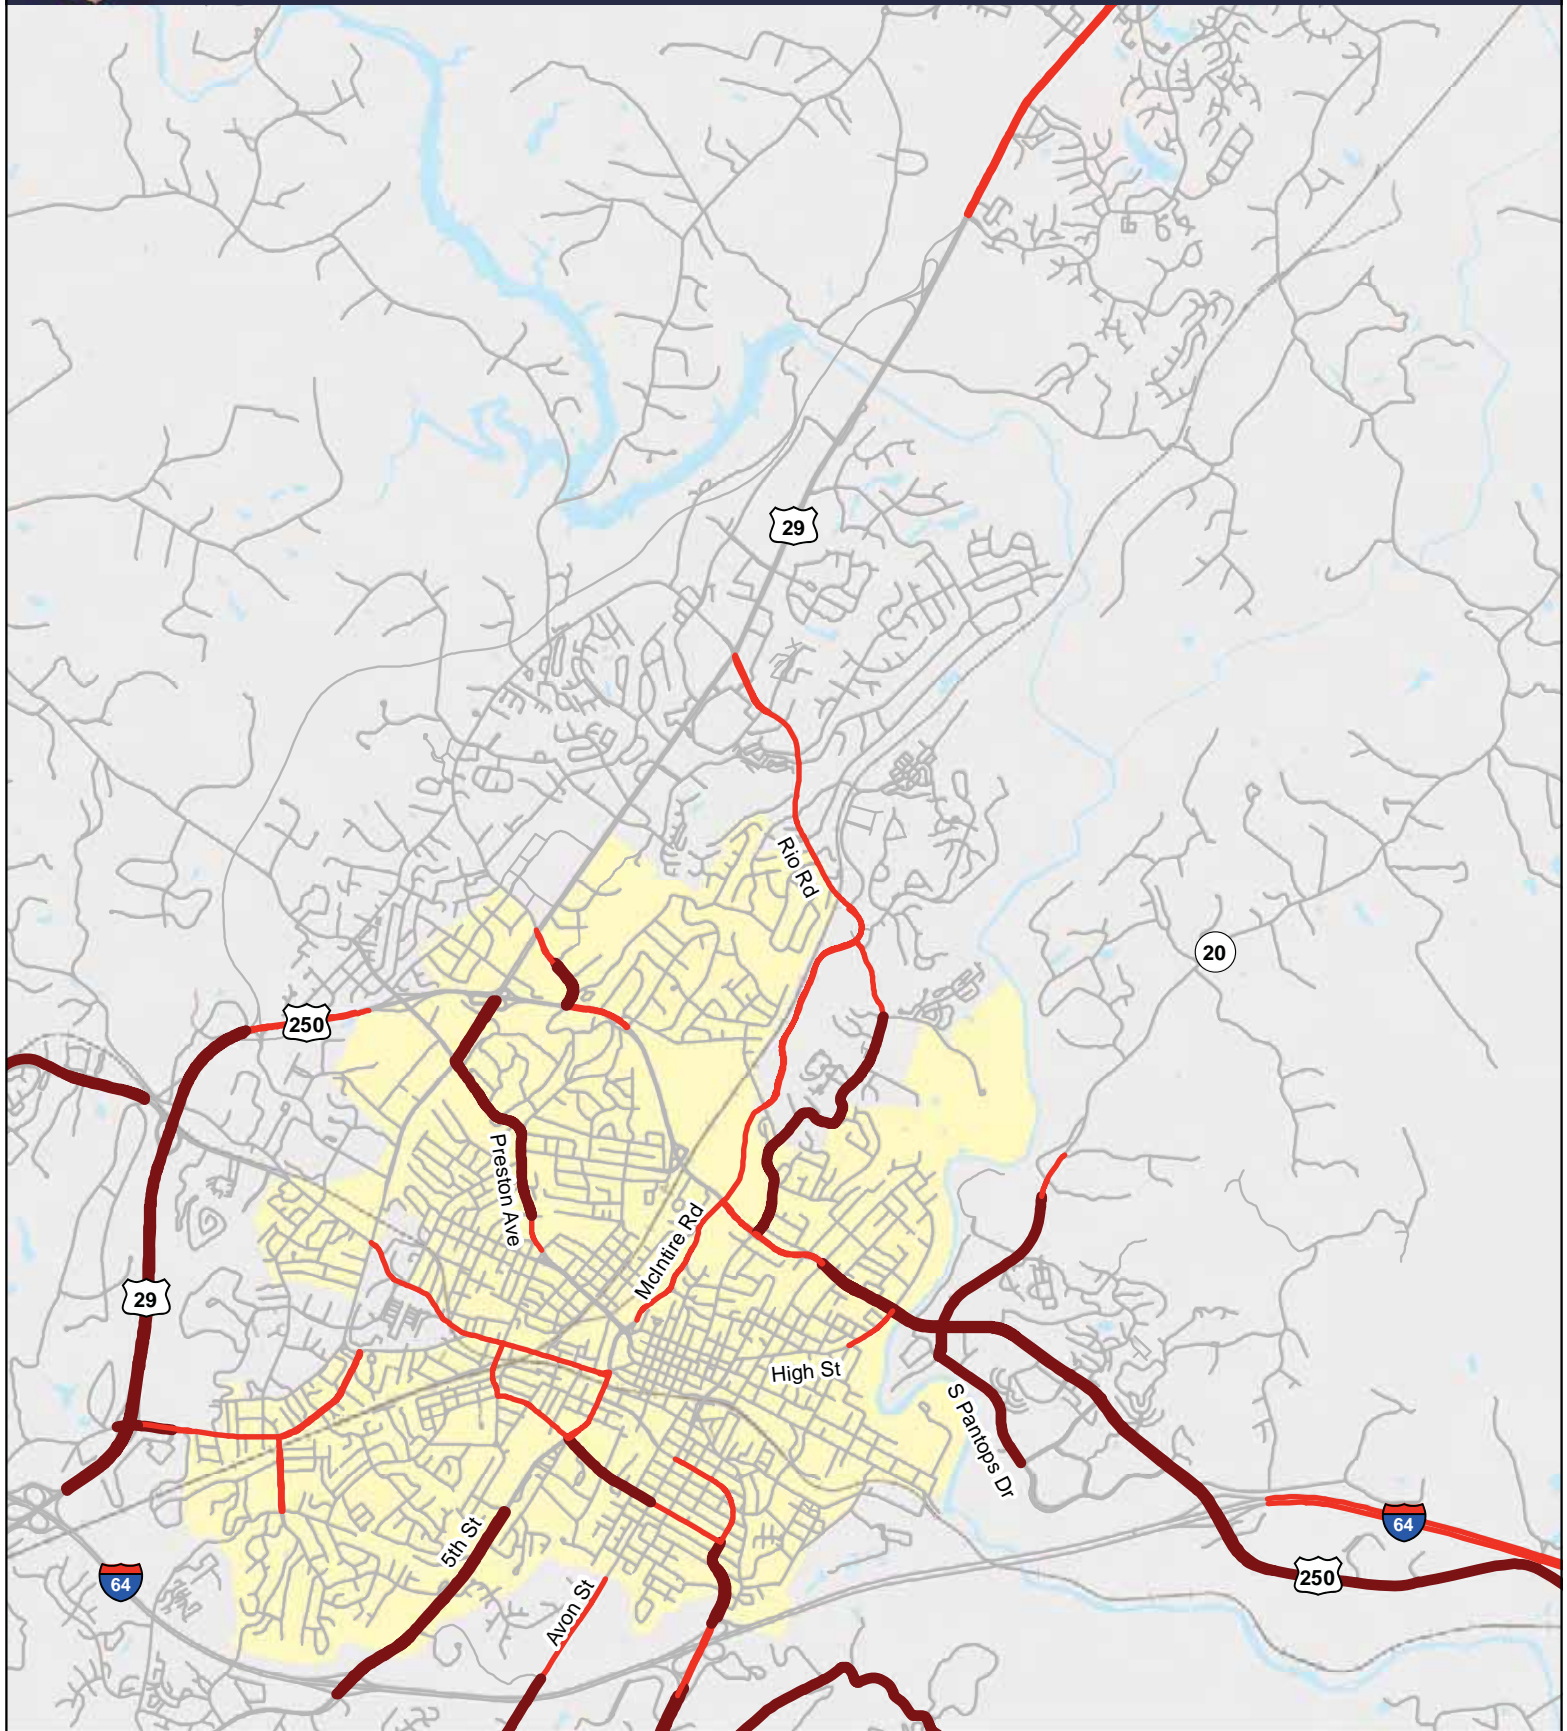 29
Rio Rd
20
250
Preston Ave
McIntire Rd
29
High St
S Pantops Dr
64
5th St
250
64
Avon St